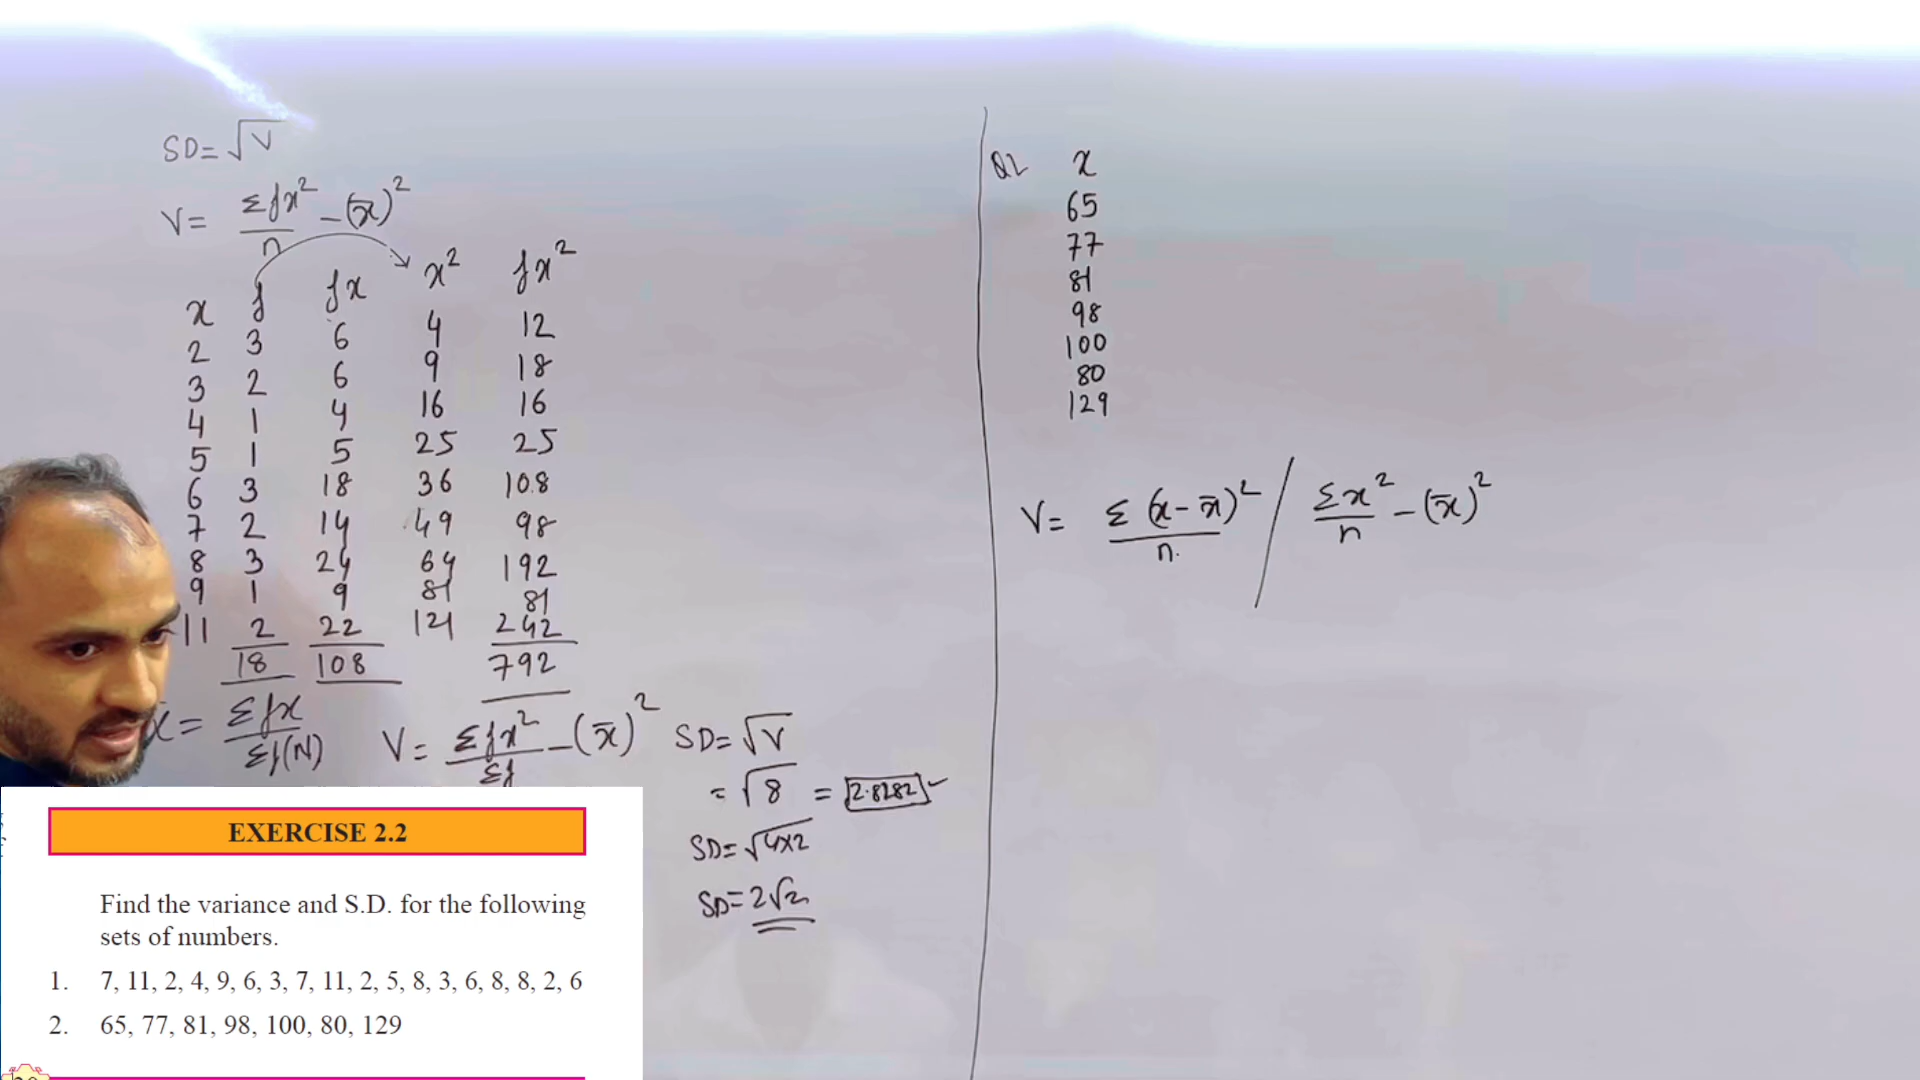 SD= √V
V= Σfx² / n - (x̄)²
x f fx x² fx²
2 3 6 4 12
3 2 6 9 18
4 1 4 16 16
5 1 5 25 25
6 3 18 36 108
7 2 14 49 98
8 3 24 64 192
9 1 9 81 81
11 2 22 121 242
18 108 792
x̄ = Σfx / Σf(N)
V= Σfx² / Σf - (x̄)²
SD= √V
= √8 = 2.8282
SD= √4x2
SD= 2√2
Q2 x
65
77
81
98
100
80
129
V= Σ(x- x̄)² / n. / Σx² / n - (x̄)²
EXERCISE 2.2
Find the variance and S.D. for the following
sets of numbers.
1. 7, 11, 2, 4, 9, 6, 3, 7, 11, 2, 5, 8, 3, 6, 8, 8, 2, 6
2. 65, 77, 81, 98, 100, 80, 129